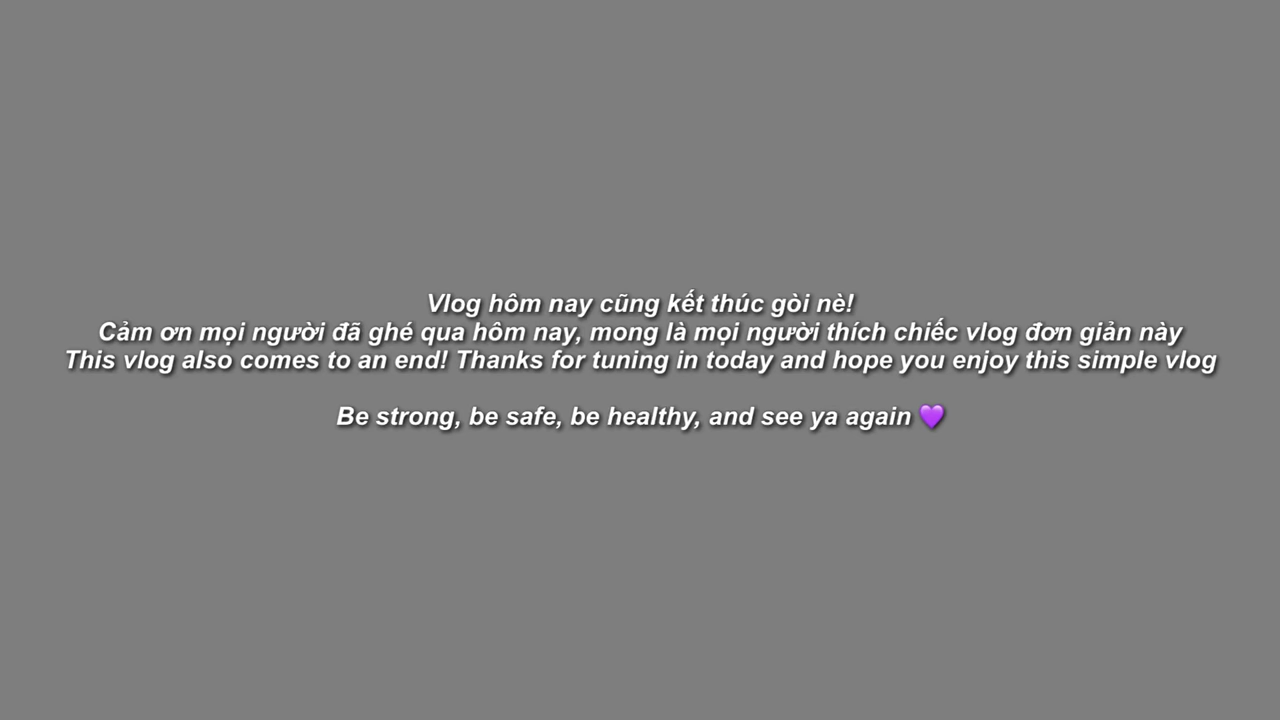 Vlog hôm nay cũng kết thúc gòi nè!
Cảm ơn mọi người đã ghé qua hôm nay, mong là mọi người thích chiếc vlog đơn giản này
This vlog also comes to an end! Thanks for tuning in today and hope you enjoy this simple vlog
Be strong, be safe, be healthy, and see ya again 💜